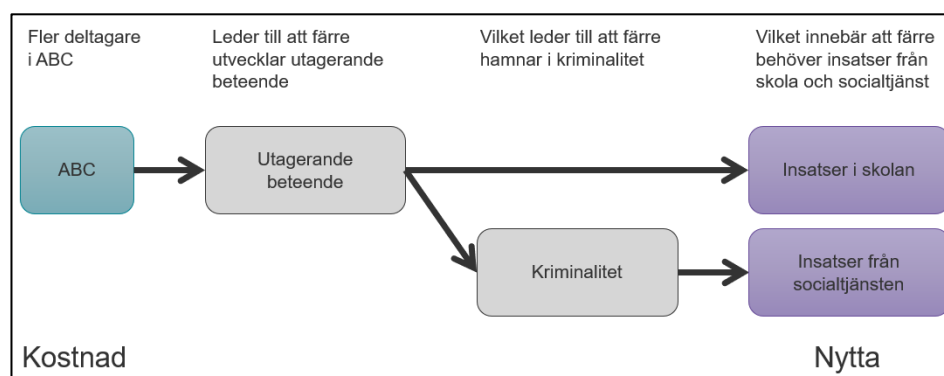 Fler deltagare
i ABC
Leder till att färre
utvecklar utagerande
beteende
Vilket leder till att färre
hamnar i kriminalitet
Vilket innebär att färre
behöver insatser från
skola och socialtjänst
ABC
Utagerande
beteende
Insatser i skolan
Kriminalitet
Insatser från
socialtjänsten
Kostnad
Nytta